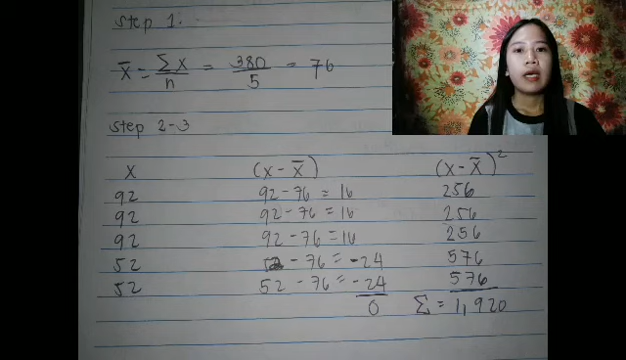 Step 1.
x̄ = Σx / n = 380 / 5 = 76
Step 2-3
x (x - x̄) (x - x̄)²
92 92 - 76 = 16 256
92 92 - 76 = 16 256
92 92 - 76 = 16 256
52 52 - 76 = -24 576
52 52 - 76 = -24 576
0 Σ = 1,920